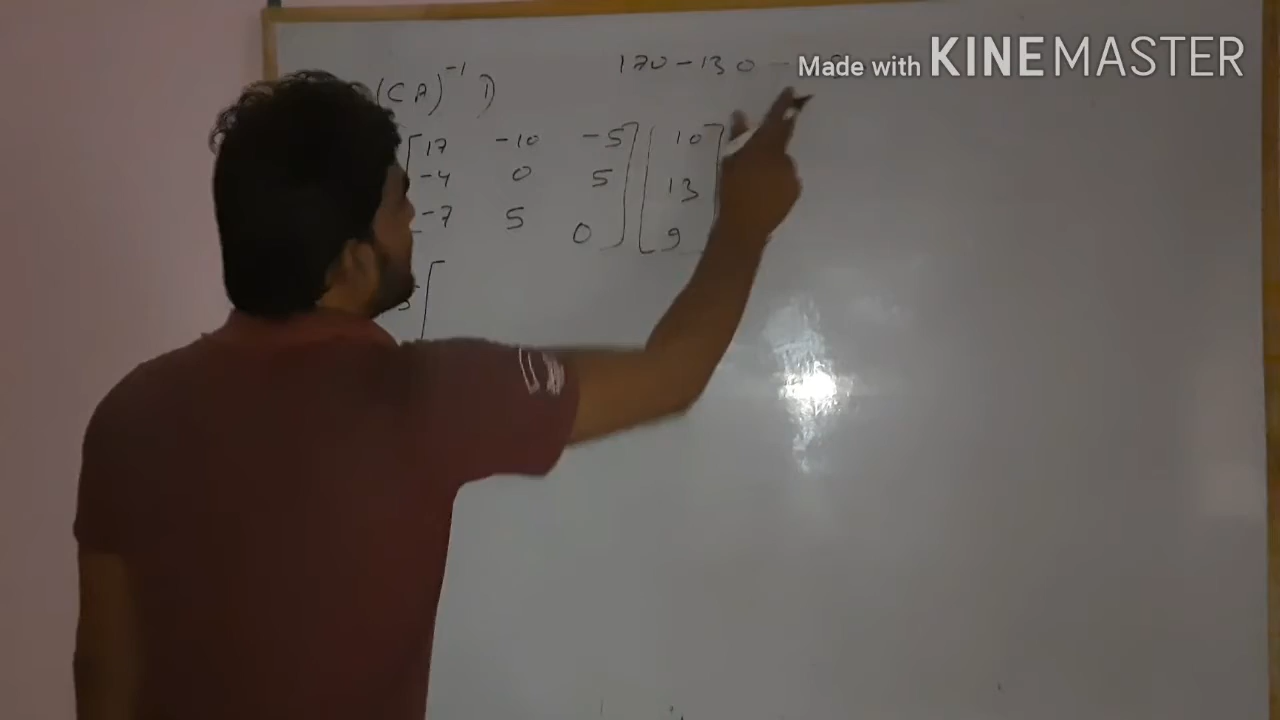 170 - 130 -
Made with KINEMASTER
(CA)⁻¹ D
17 -10 -5 10
-4 0 5 13
-7 5 0 9
5